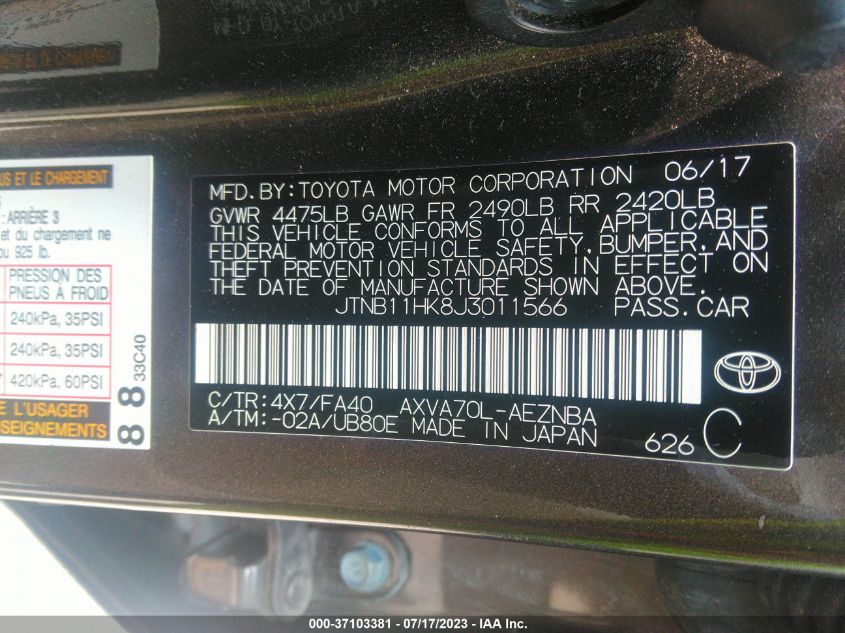 US ET LE CHARGEMENT
: ARRIÈRE 3
et du chargement ne
ou 925 lb.
PRESSION DES
PNEUS À FROID
240kPa, 35PSI
240kPa, 35PSI
420kPa, 60PSI
L'USAGER
88
33C40
MFD. BY: TOYOTA MOTOR CORPORATION 06/17
GVWR 4475LB GAWR FR 2490LB RR 2420LB
THIS VEHICLE CONFORMS TO ALL APPLICABLE
FEDERAL MOTOR VEHICLE SAFETY, BUMPER, AND
THEFT PREVENTION STANDARDS IN EFFECT ON
THE DATE OF MANUFACTURE SHOWN ABOVE.
JTNB11HK8J3011566 PASS.CAR
C/TR: 4X7/FA40 AXVA70L-AEZNBA
A/TM: -02A/UB80E MADE IN JAPAN
626 C
000-37103381 - 07/17/2023 - IAA Inc.